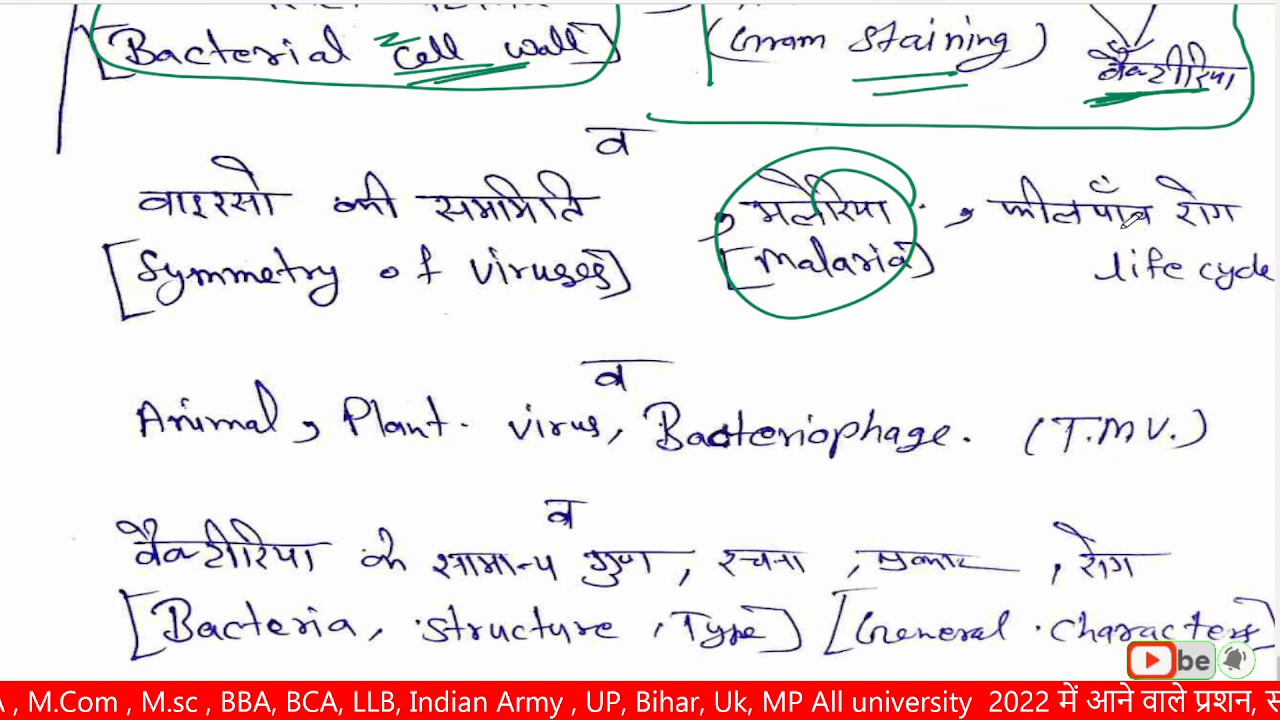 [Bacterial Cell wall] (Gram Staining) बैक्टीरिया
व
वाइरसो की सममिति , मलेरिया , फीलपाँव रोग
[Symmetry of viruses] [Malaria] life cycle
व
Animal, Plant. virus, Bacteriophage. (T.M.V.)
व
बैक्टीरिया के सामान्य गुण, रचना, प्रकार, रोग
[Bacteria, structure, Type] [General characters]
be
, M.Com , M.sc , BBA, BCA, LLB, Indian Army , UP, Bihar, Uk, MP All university 2022 में आने वाले प्रशन,